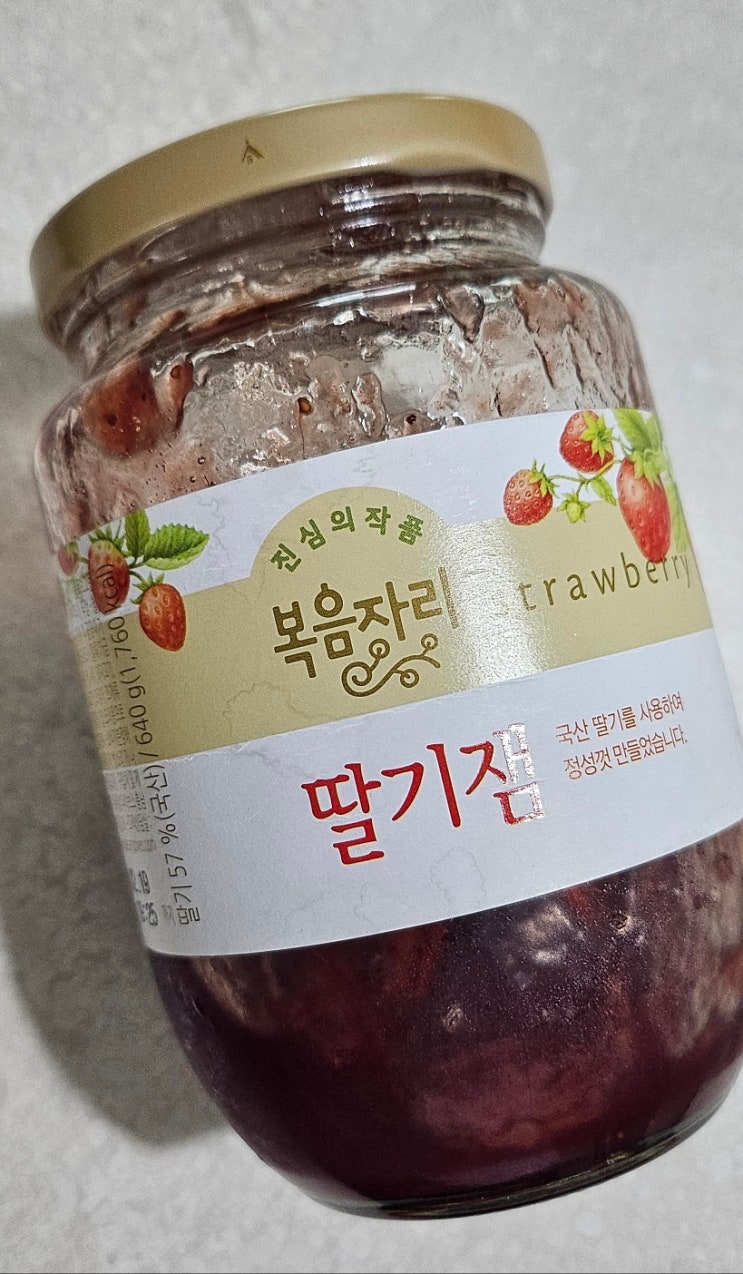 진심의작품
복음자리
trawberry
딸기잼
국산 딸기를 사용하여
정성껏 만들었습니다.
딸기 57 %(국산) / 640 g(1,760 kcal)